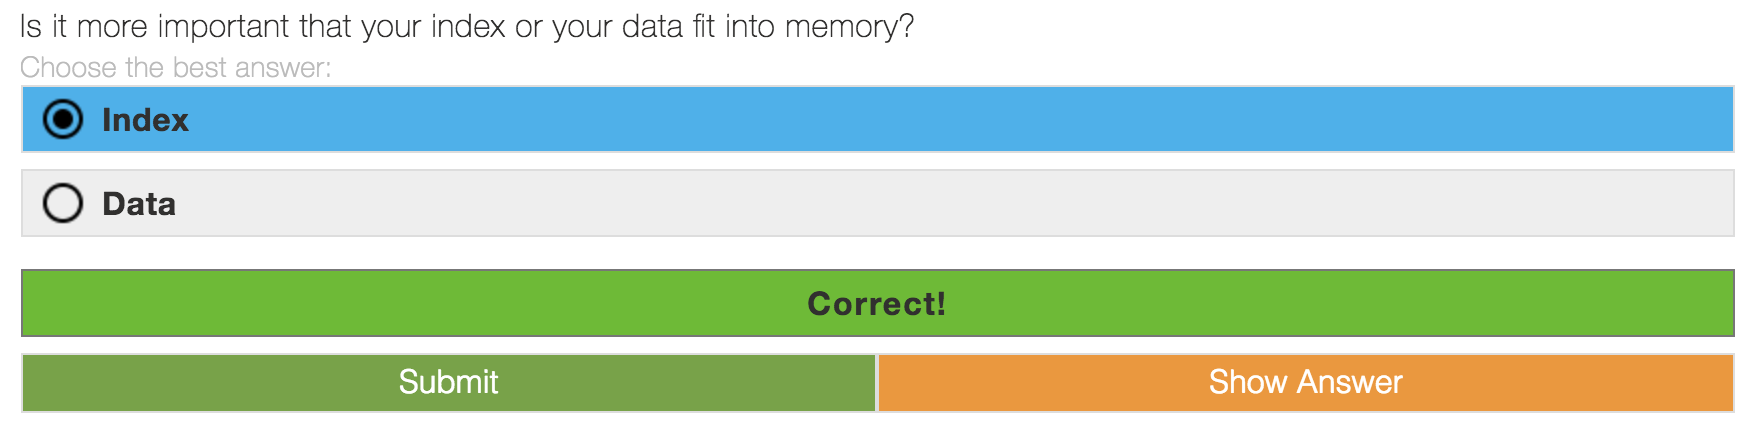 Is it more important that your index or your data fit into memory?
Choose the best answer:
Index
Data
Correct!
Submit
Show Answer